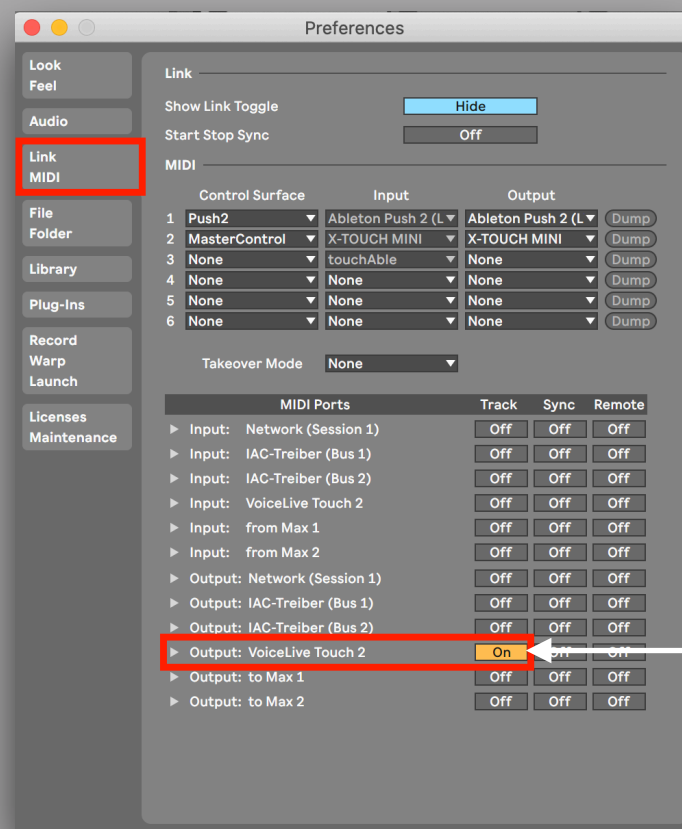 Preferences
Look
Feel
Audio
Link
MIDI
File
Folder
Library
Plug-Ins
Record
Warp
Launch
Licenses
Maintenance
Link
Show Link Toggle Hide
Start Stop Sync Off
MIDI
Control Surface Input Output
1 Push2 Ableton Push 2 (L Ableton Push 2 (L Dump
2 MasterControl X-TOUCH MINI X-TOUCH MINI Dump
3 None touchAble None Dump
4 None None None Dump
5 None None None Dump
6 None None None Dump
Takeover Mode None
MIDI Ports Track Sync Remote
Input: Network (Session 1) Off Off Off
Input: IAC-Treiber (Bus 1) Off Off Off
Input: IAC-Treiber (Bus 2) Off Off Off
Input: VoiceLive Touch 2 Off Off Off
Input: from Max 1 Off Off Off
Input: from Max 2 Off Off Off
Output: Network (Session 1) Off Off Off
Output: IAC-Treiber (Bus 1) Off Off Off
Output: IAC-Treiber (Bus 2) Off Off Off
Output: VoiceLive Touch 2 On Off Off
Output: to Max 1 Off Off Off
Output: to Max 2 Off Off Off